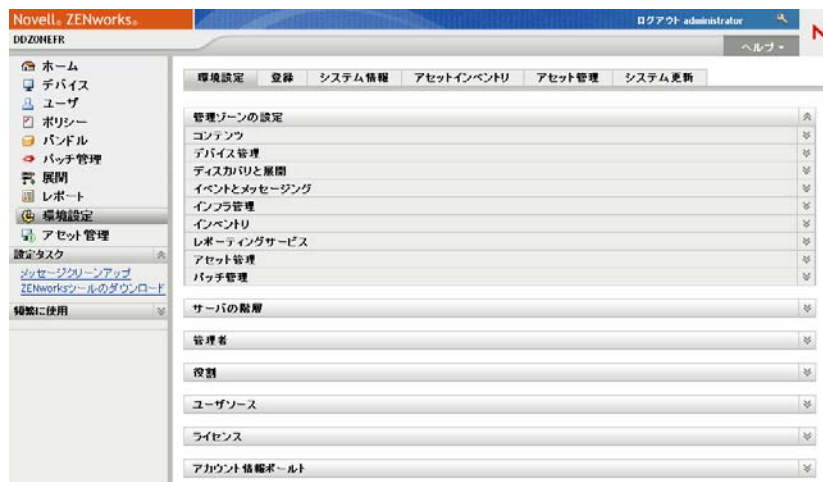 Novell® ZENworks®
ログアウト administrator
DDZONEFR
ヘルプ
ホーム
デバイス
ユーザ
ポリシー
バンドル
パッチ管理
展開
レポート
環境設定
アセット管理
設定タスク
メッセージクリーンアップ
ZENworksツールのダウンロード
頻繁に使用
環境設定 登録 システム情報 アセットインベントリ アセット管理 システム更新
管理ゾーンの設定
コンテンツ
デバイス管理
ディスカバリと展開
イベントとメッセージング
インフラ管理
インベントリ
レポーティングサービス
アセット管理
パッチ管理
サーバの階層
管理者
役割
ユーザソース
ライセンス
アカウント情報ボールト